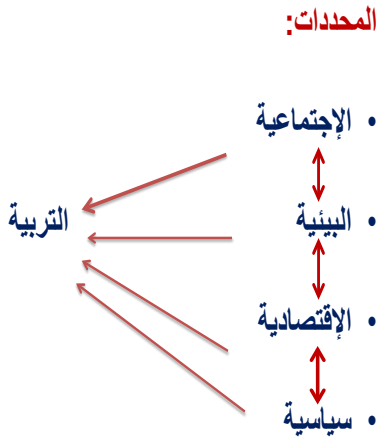 المحددات:
• الإجتماعية
• البيئية
التربية
• الإقتصادية
• سياسية